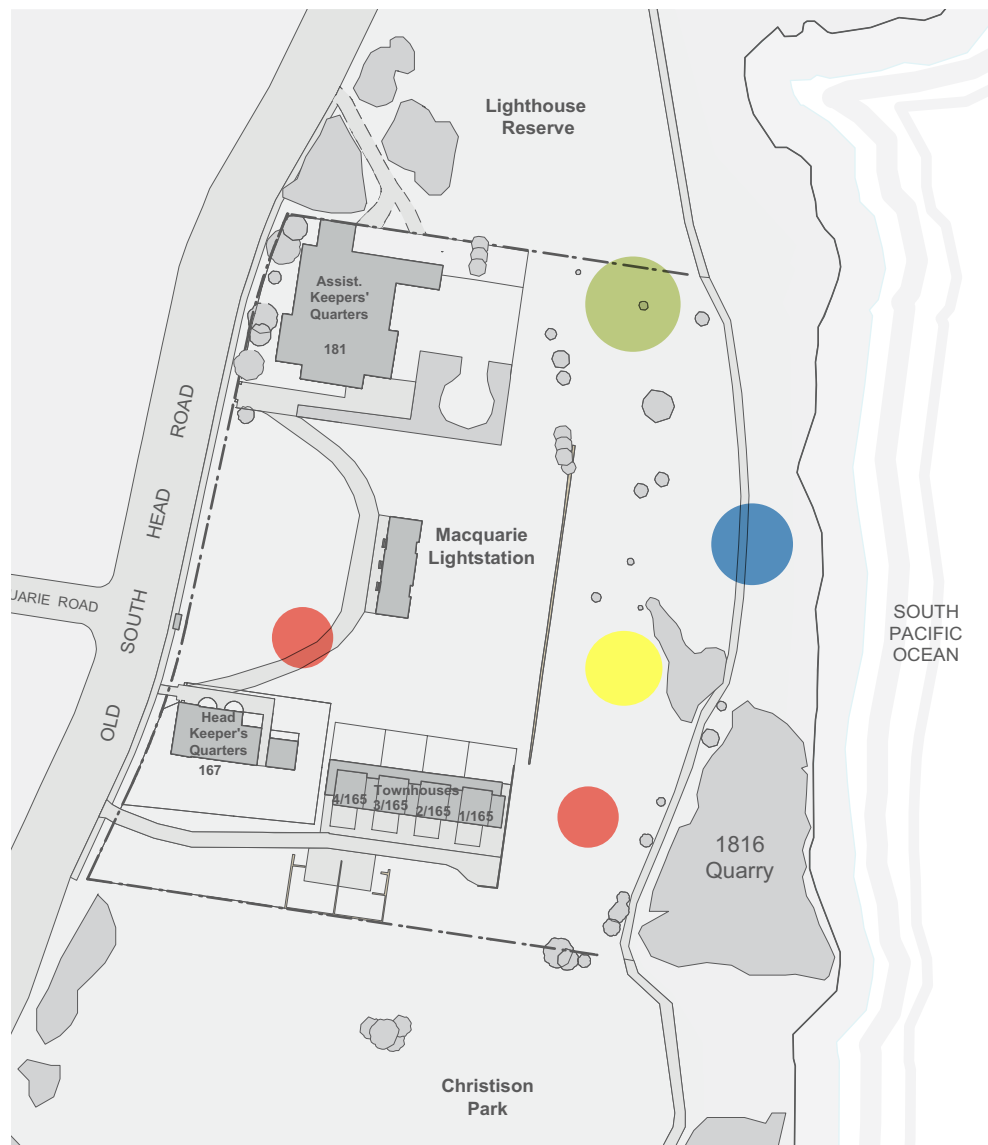 Lighthouse
Reserve
Assist.
Keepers'
Quarters
181
OLD SOUTH HEAD ROAD
Macquarie
Lightstation
UARIE ROAD
SOUTH
PACIFIC
OCEAN
Head
Keeper's
Quarters
167
Townhouses
4/165 3/165 2/165 1/165
1816
Quarry
Christison
Park